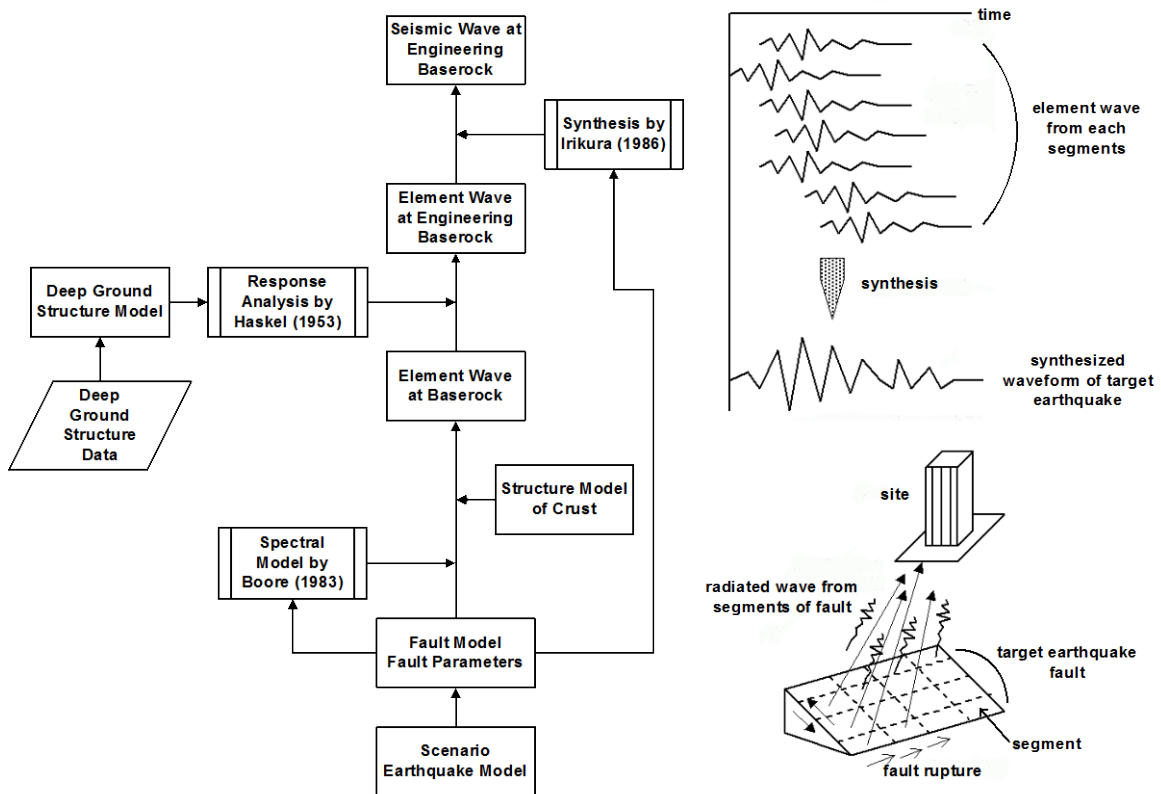 Seismic Wave at
Engineering
Baserock
Synthesis by
Irikura (1986)
Element Wave
at Engineering
Baserock
Deep Ground
Structure Model
Response
Analysis by
Haskel (1953)
Element Wave
at Baserock
Deep
Ground
Structure
Data
Structure Model
of Crust
Spectral
Model by
Boore (1983)
Fault Model
Fault Parameters
Scenario
Earthquake Model
time
element wave
from each
segments
synthesis
synthesized
waveform of target
earthquake
site
radiated wave from
segments of fault
target earthquake
fault
segment
fault rupture